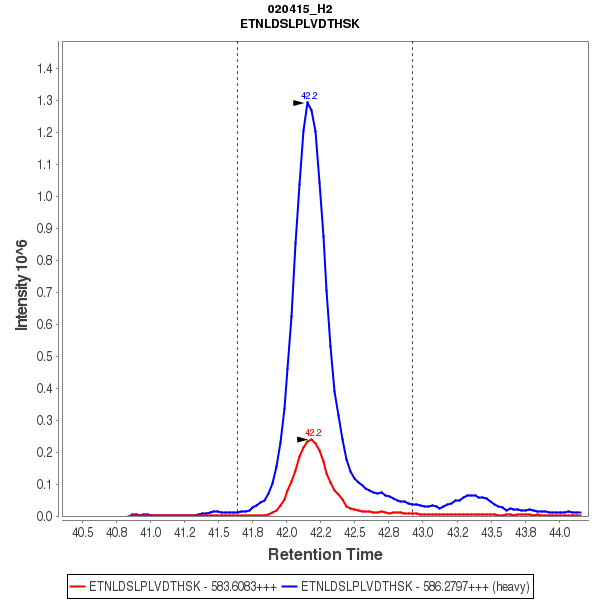 020415_H2
ETNLDSLPLVDTHSK
1.4
1.3
1.2
1.1
1.0
0.9
0.8
0.7
0.6
0.5
0.4
0.3
0.2
0.1
0.0
Intensity 10^6
42.2
42.2
40.5 40.8 41.0 41.2 41.5 41.8 42.0 42.2 42.5 42.8 43.0 43.2 43.5 43.8 44.0
Retention Time
ETNLDSLPLVDTHSK - 583.6083+++ ETNLDSLPLVDTHSK - 586.2797+++ (heavy)